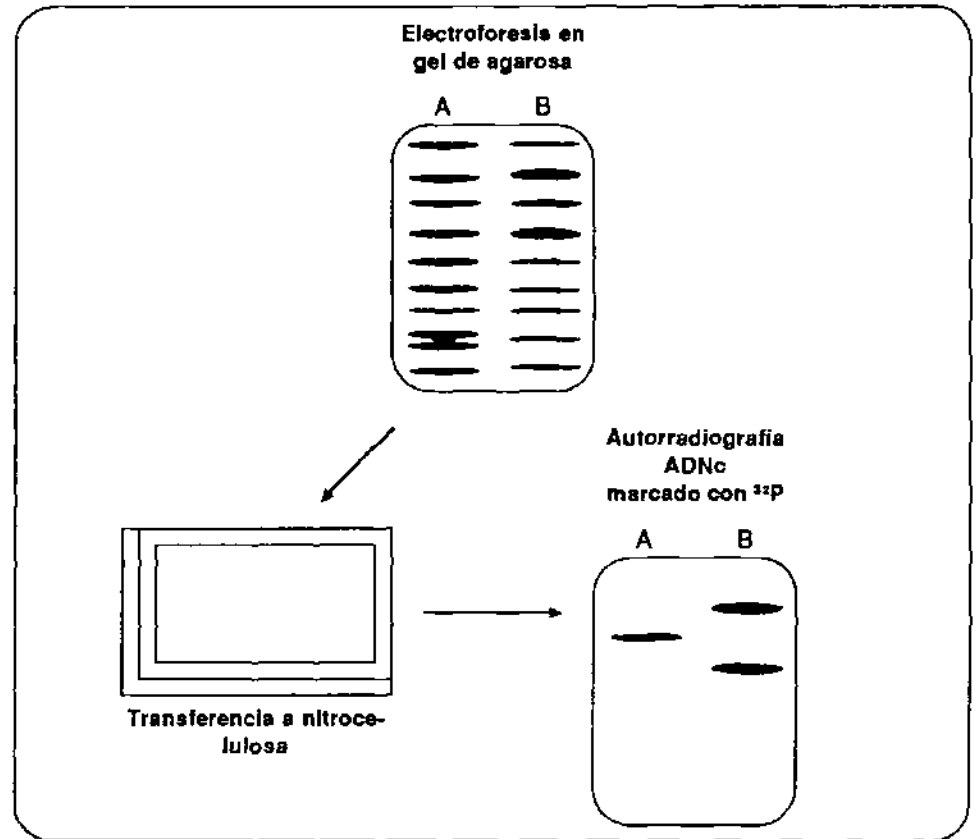 Electroforesis en
gel de agarosa
A B
Autorradiografía
ADNc
marcado con ³²P
A B
Transferencia a nitroce-
lulosa